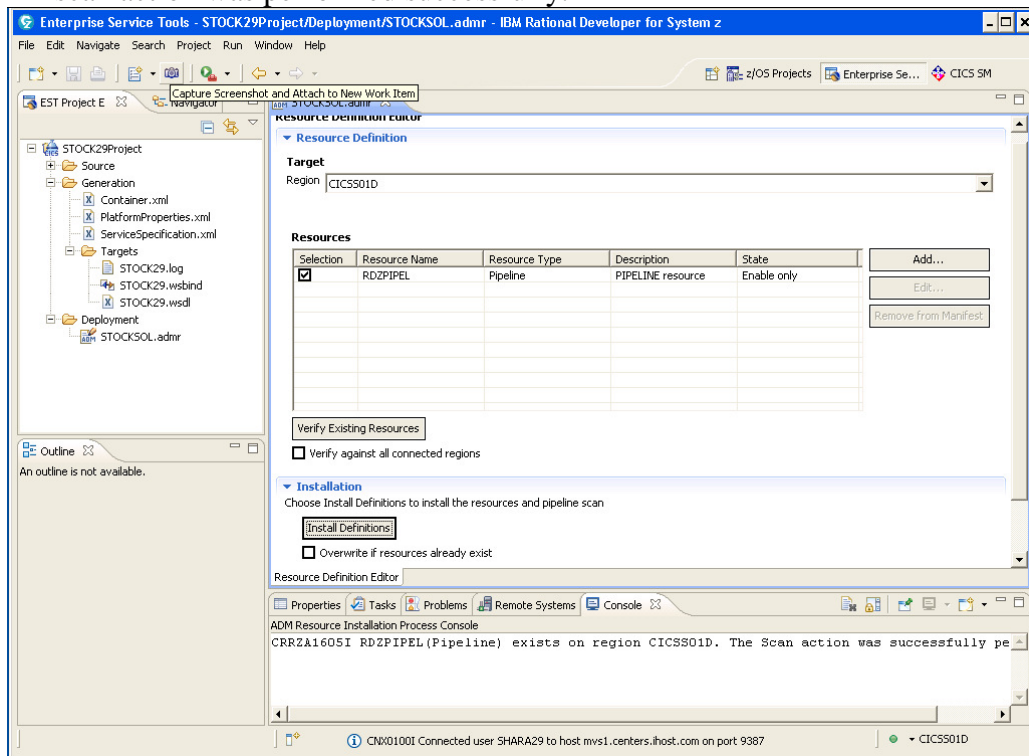 scan action was performed successfully.
Enterprise Service Tools - STOCK29Project/Deployment/STOCKSOL.admr - IBM Rational Developer for System z
File Edit Navigate Search Project Run Window Help
z/OS Projects Enterprise Se... CICS SM
Capture Screenshot and Attach to New Work Item
EST Project E Navigator STOCKSOL.admr
Resource Definition Editor
STOCK29Project
Source
Generation
Container.xml
PlatformProperties.xml
ServiceSpecification.xml
Targets
STOCK29.log
STOCK29.wsbind
STOCK29.wsdl
Deployment
STOCKSOL.admr
Resource Definition
Target
Region CICSS01D
Resources
Selection Resource Name Resource Type Description State
RDZPIPEL Pipeline PIPELINE resource Enable only
Add...
Edit...
Remove from Manifest
Verify Existing Resources
Verify against all connected regions
Outline
An outline is not available.
Installation
Choose Install Definitions to install the resources and pipeline scan
Install Definitions
Overwrite if resources already exist
Resource Definition Editor
Properties Tasks Problems Remote Systems Console
ADM Resource Installation Process Console
CRRZA1605I RDZPIPEL(Pipeline) exists on region CICSS01D. The Scan action was successfully pe
CNX0100I Connected user SHARA29 to host mvs1.centers.ihost.com on port 9387
CICSS01D